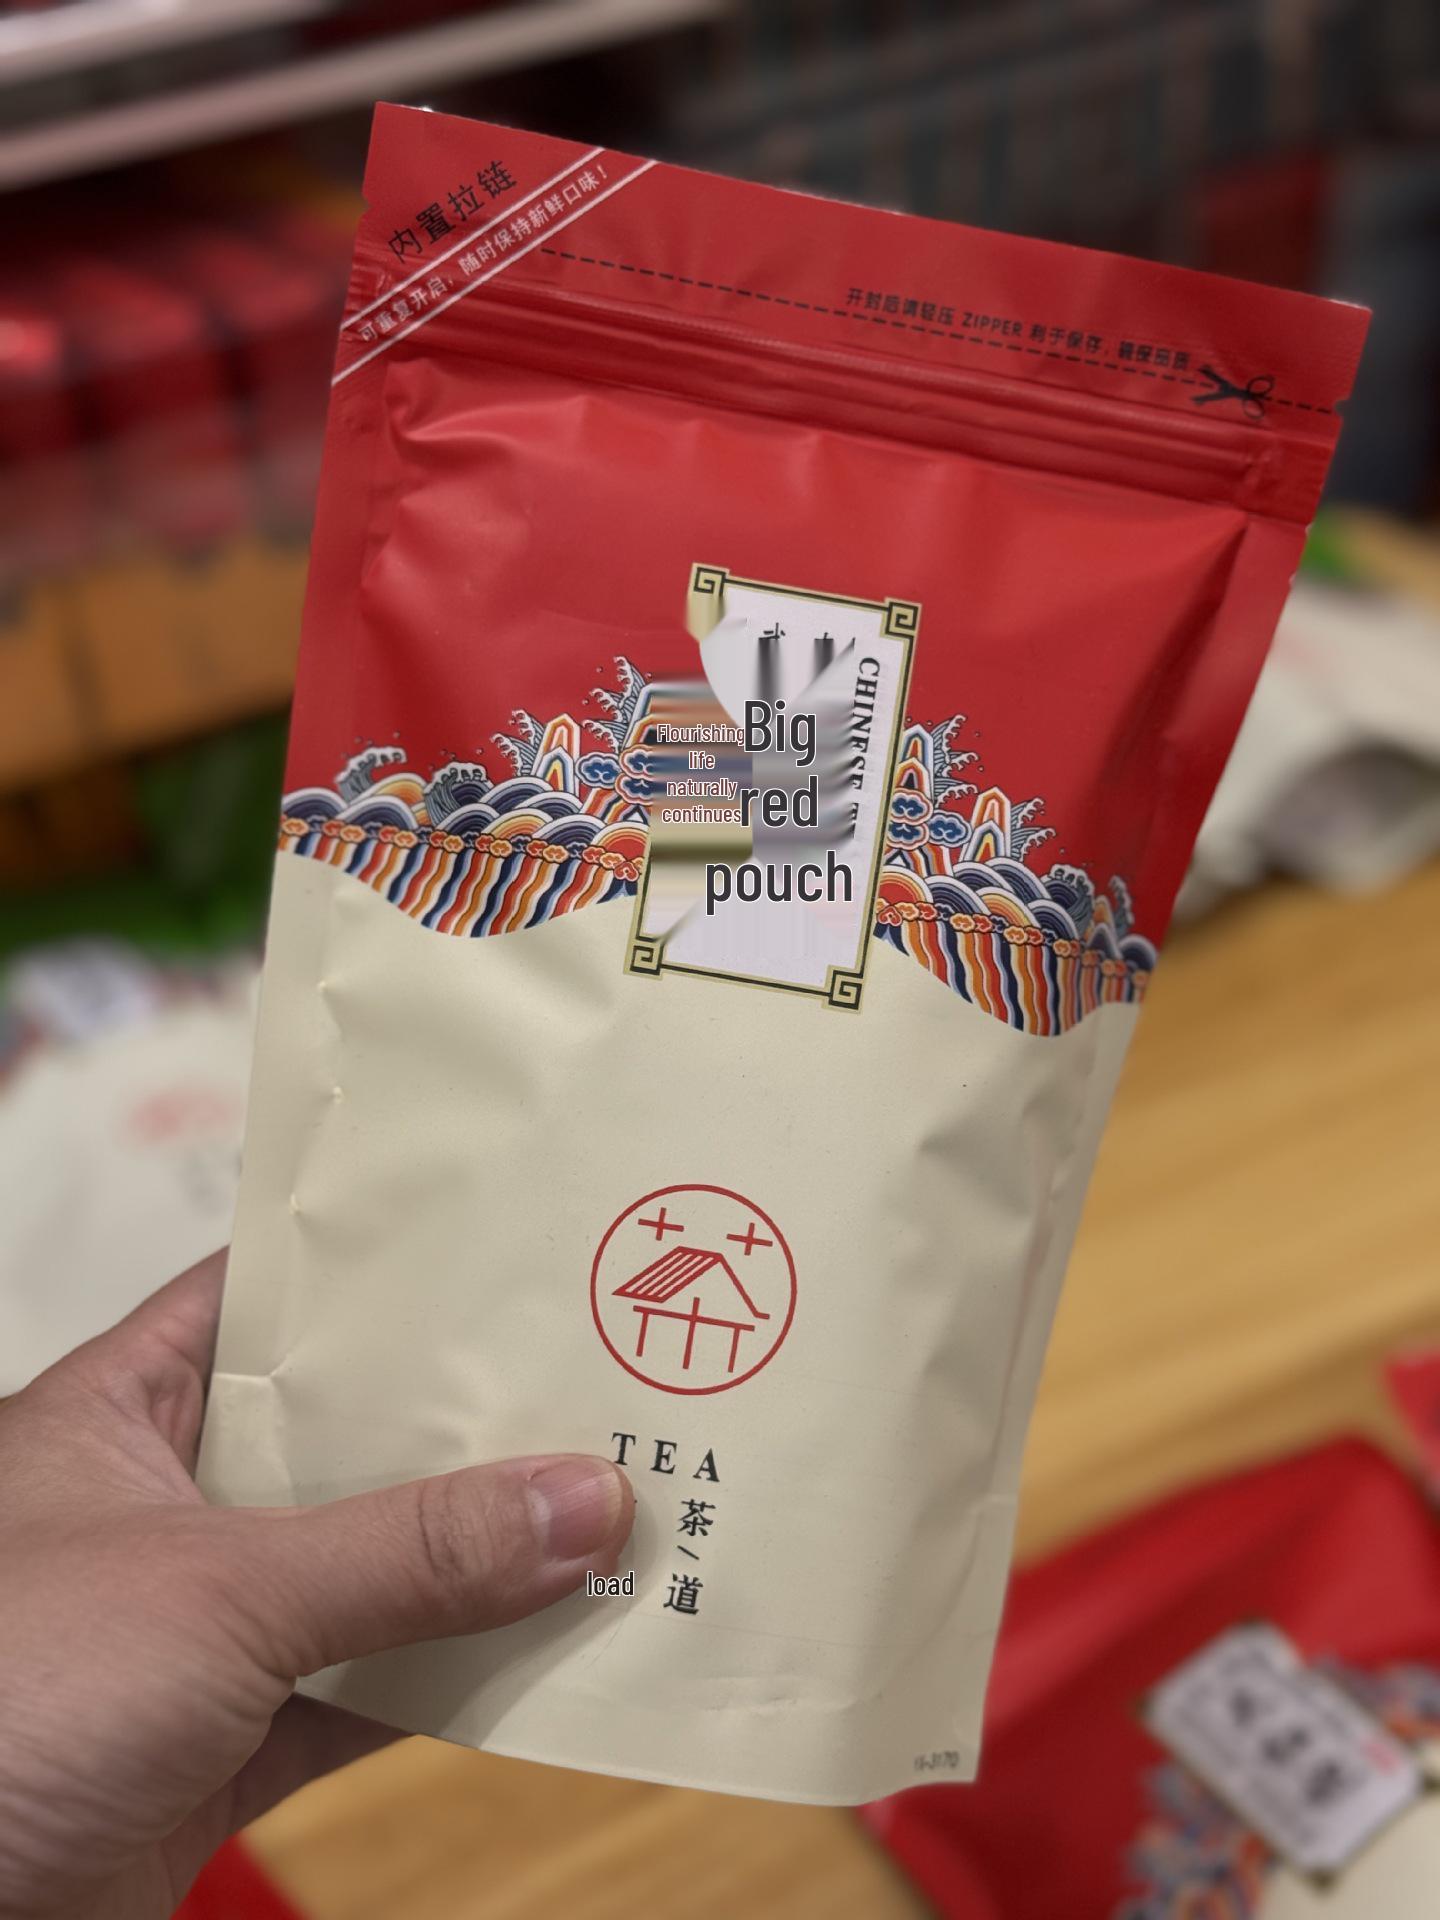 内置拉链
可重复开启，随时保持新鲜口味！
开封后请轻压 ZIPPER 利于保存，确保品质
CHINESE
Flourishing
life
naturally
continues
Big
red
pouch
TEA
茶
道
load